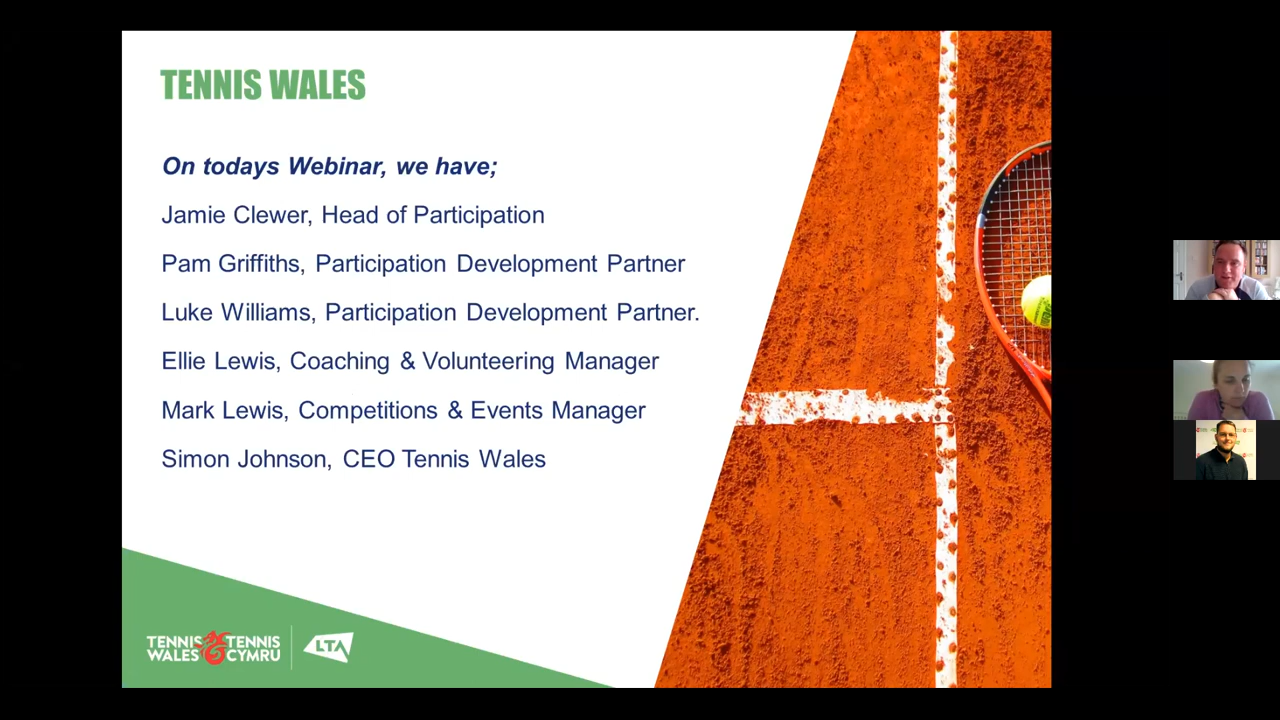 TENNIS WALES
On todays Webinar, we have;
Jamie Clewer, Head of Participation
Pam Griffiths, Participation Development Partner
Luke Williams, Participation Development Partner.
Ellie Lewis, Coaching & Volunteering Manager
Mark Lewis, Competitions & Events Manager
Simon Johnson, CEO Tennis Wales
TENNIS WALES
TENNIS CYMRU
LTA